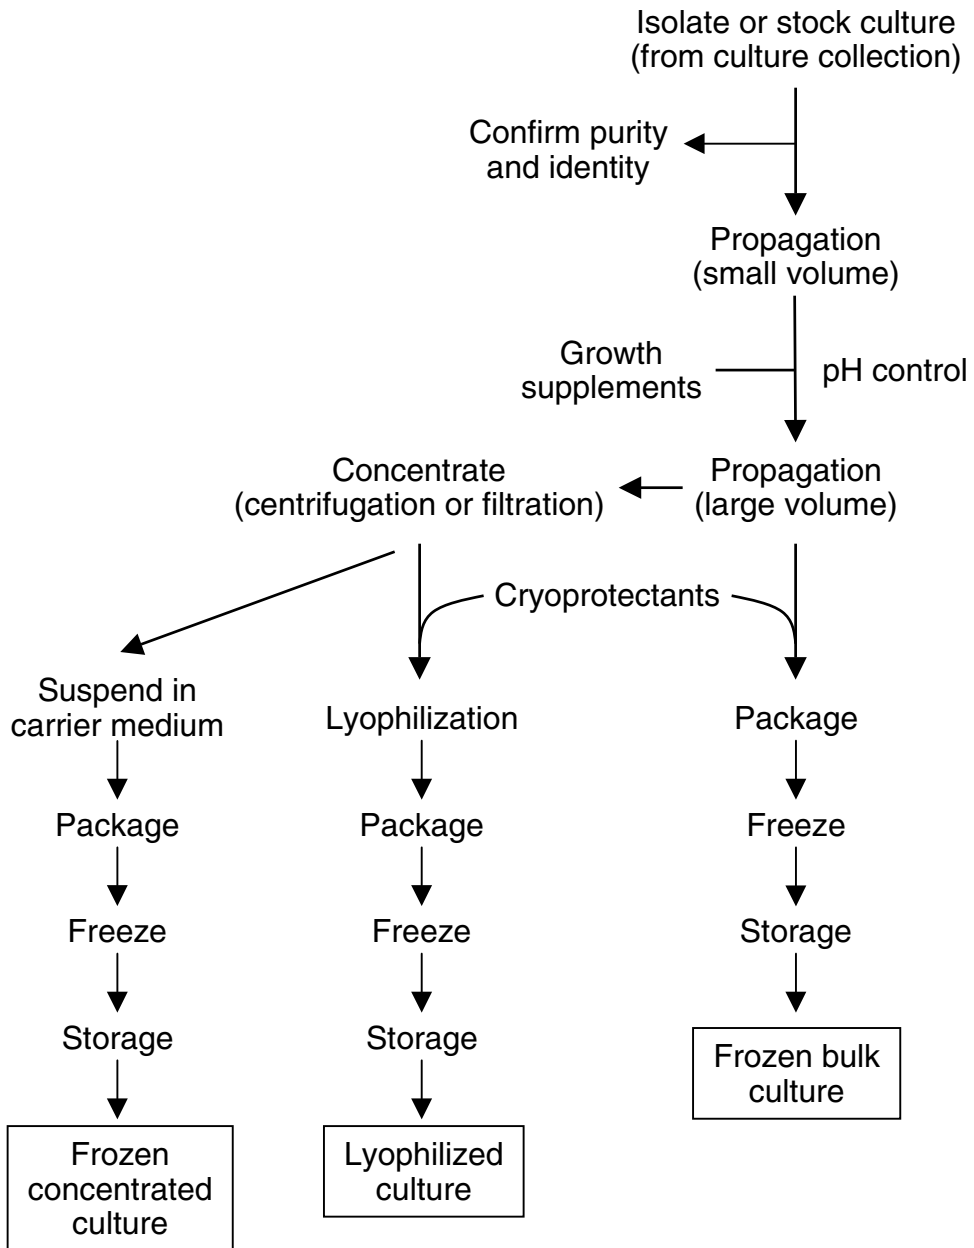 Isolate or stock culture
(from culture collection)
Confirm purity
and identity
Propagation
(small volume)
Growth
supplements
pH control
Concentrate
(centrifugation or filtration)
Propagation
(large volume)
Cryoprotectants
Suspend in
carrier medium
Lyophilization
Package
Package
Package
Freeze
Freeze
Freeze
Storage
Storage
Storage
Frozen bulk
culture
Frozen
concentrated
culture
Lyophilized
culture